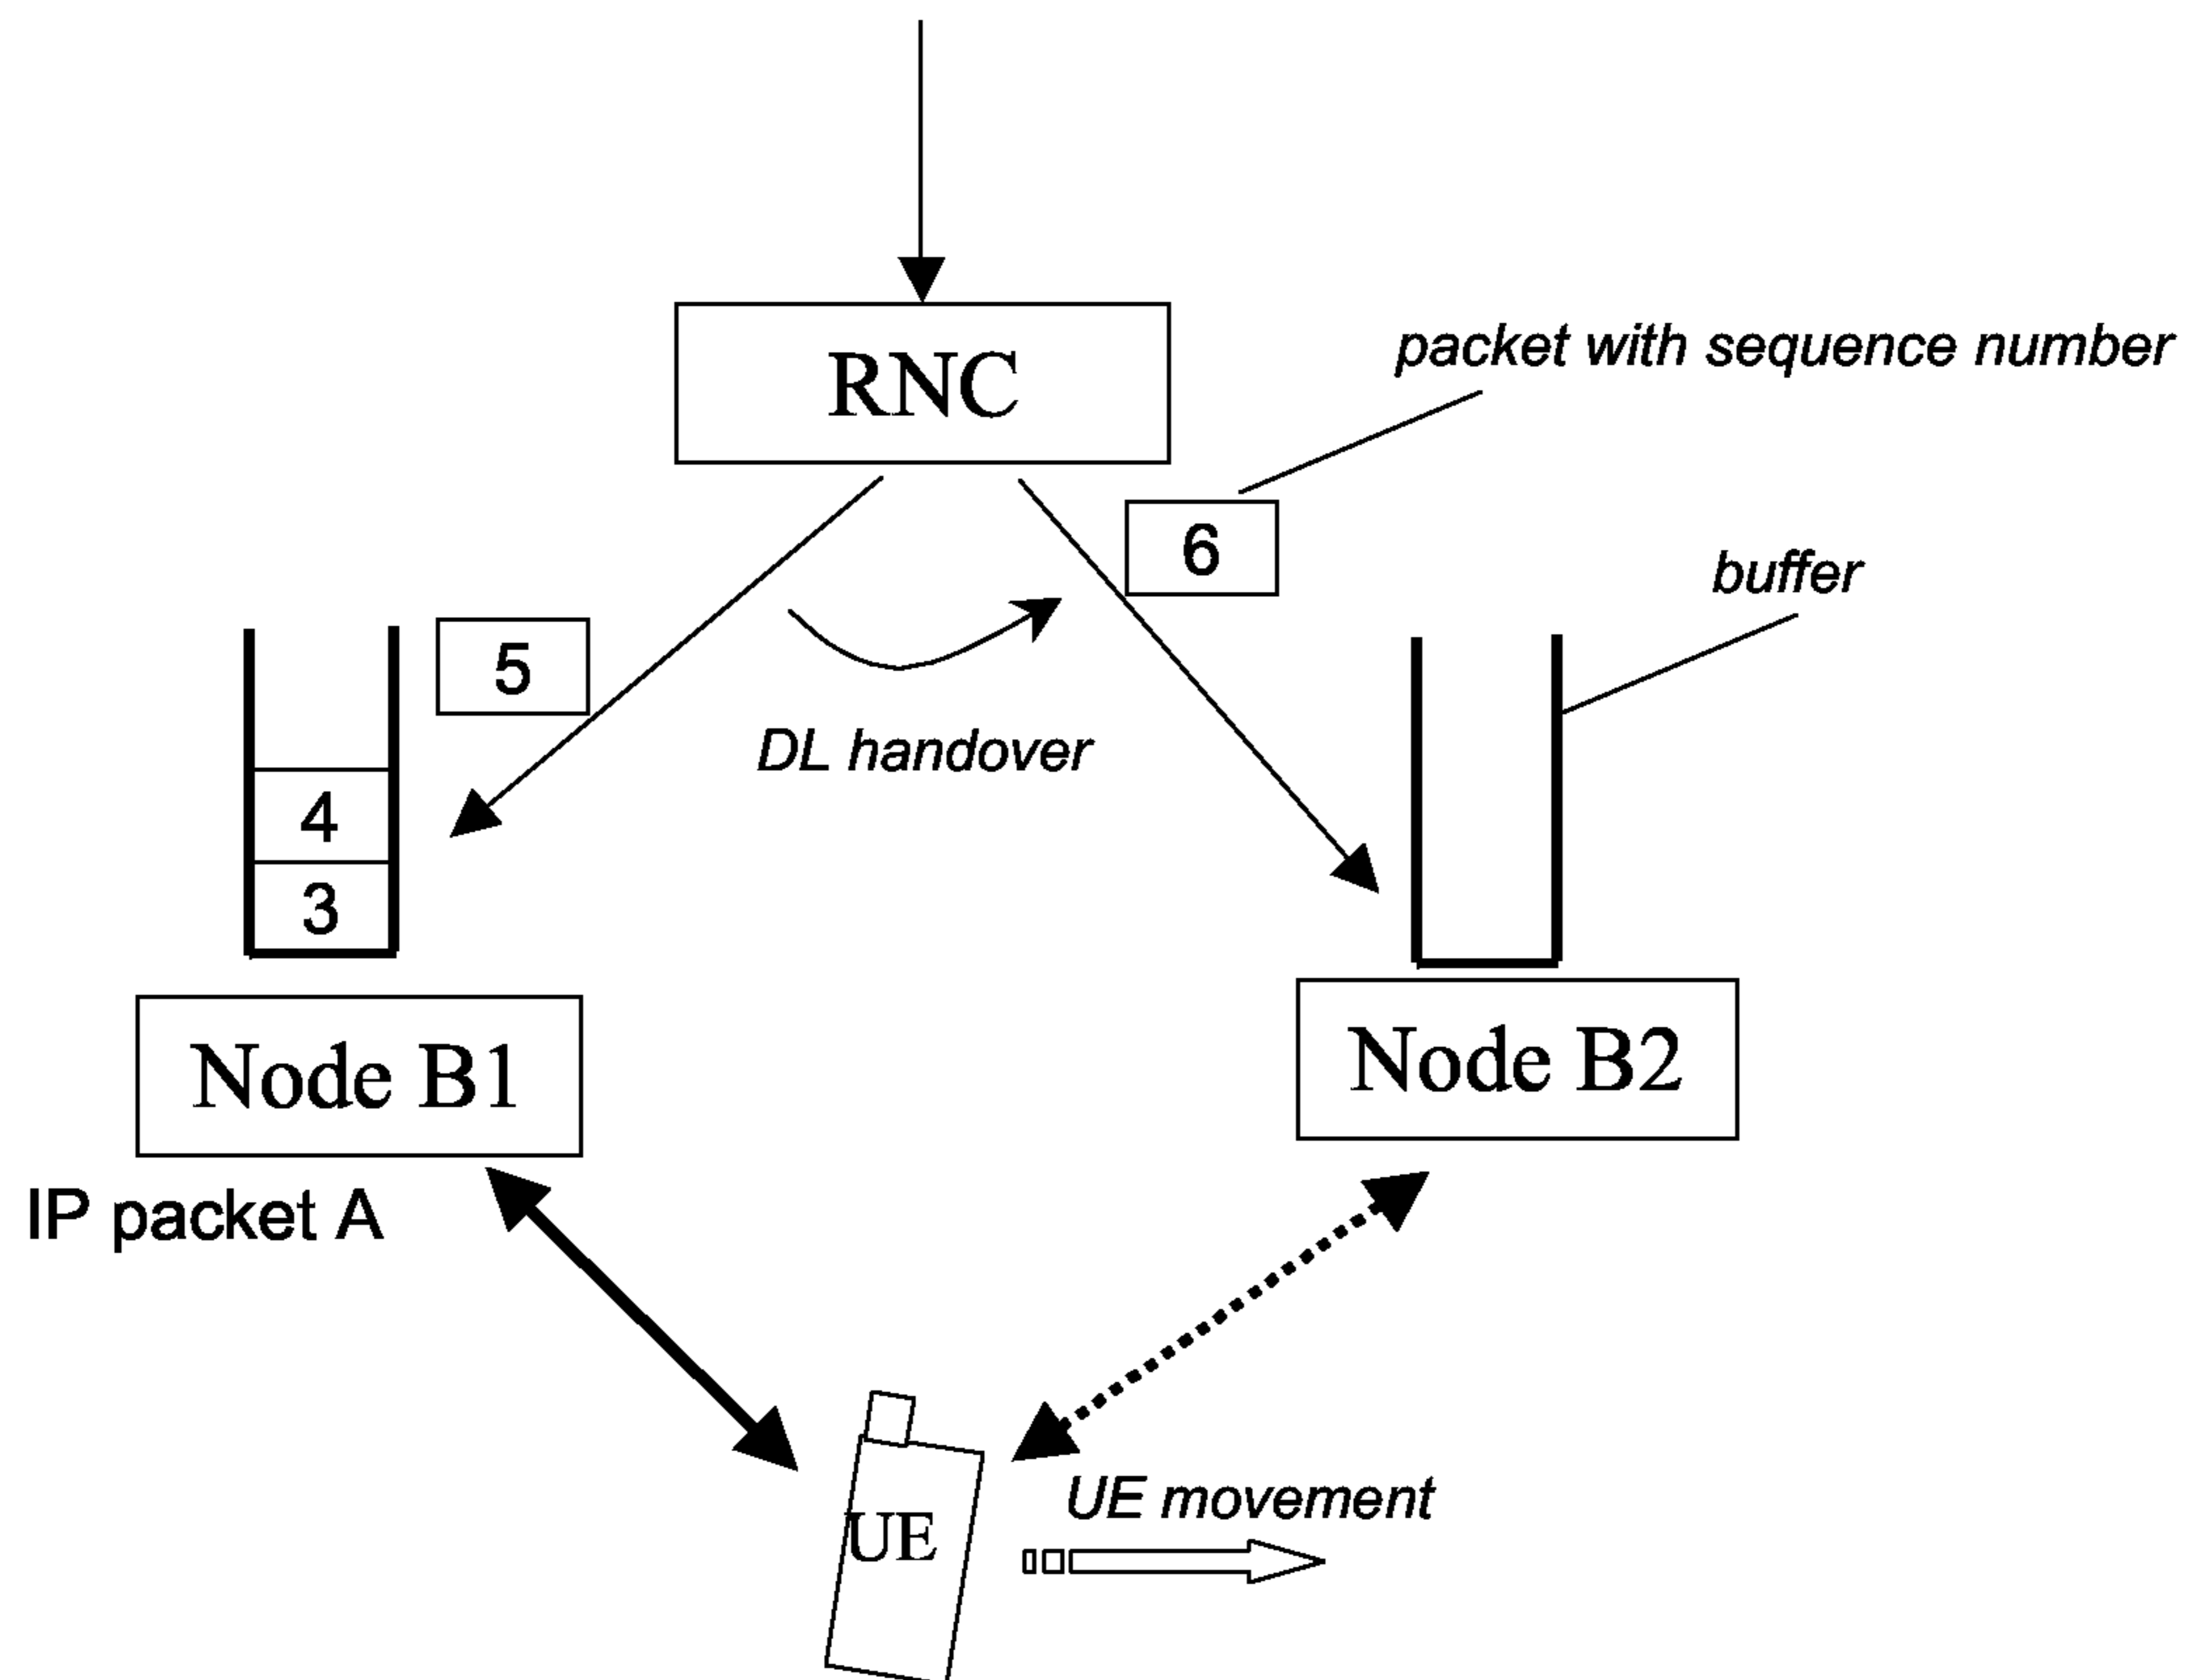 RNC
packet with sequence number
6
buffer
5
DL handover
4
3
Node B1
Node B2
IP packet A
UE movement
UE